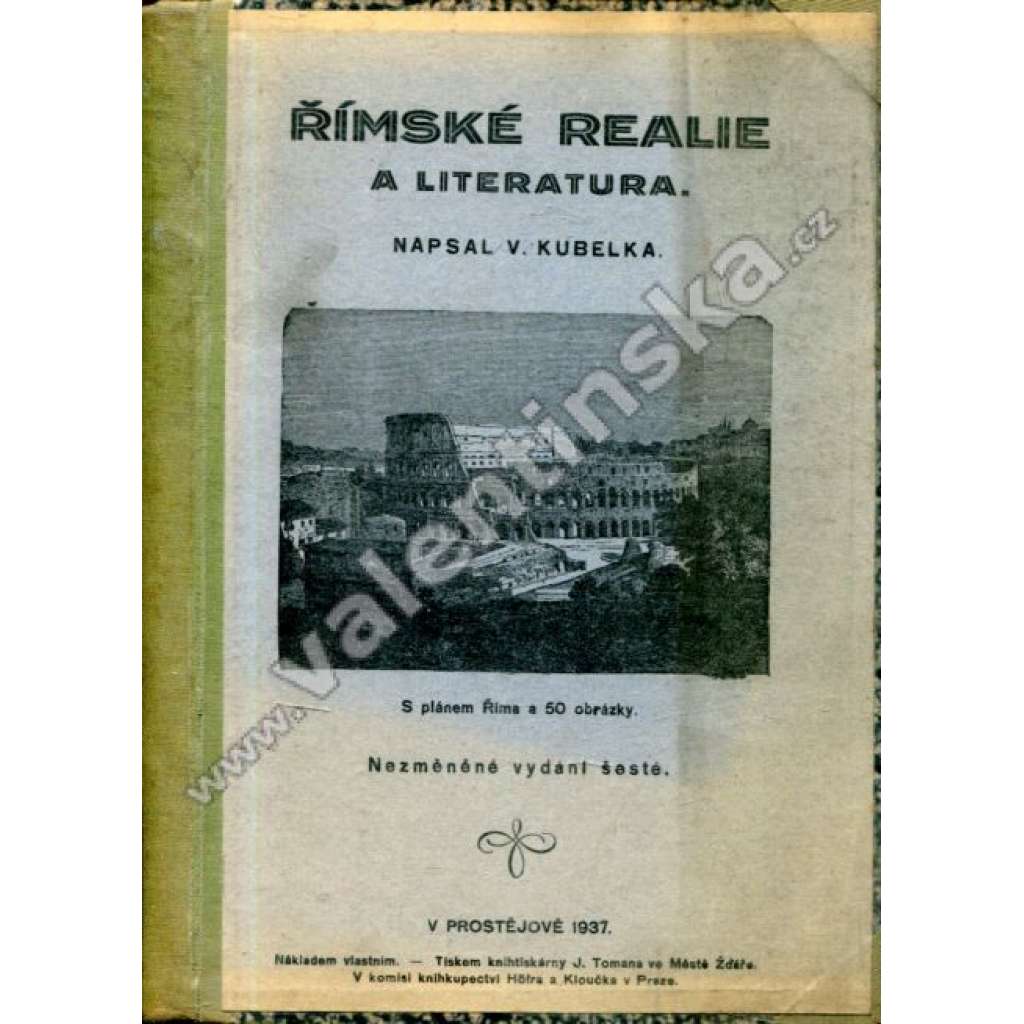 ŘÍMSKÉ REALIE
A LITERATURA.
NAPSAL V. KUBELKA.
www.valentinska.cz
S plánem Říma a 50 obrázky.
Nezměněné vydání šesté.
V PROSTĚJOVĚ 1937.
Nákladem vlastním. — Tiskem knihtiskárny J. Tomana ve Městě Žďáře.
V komisi knihkupectví Höfra a Kloučka v Praze.